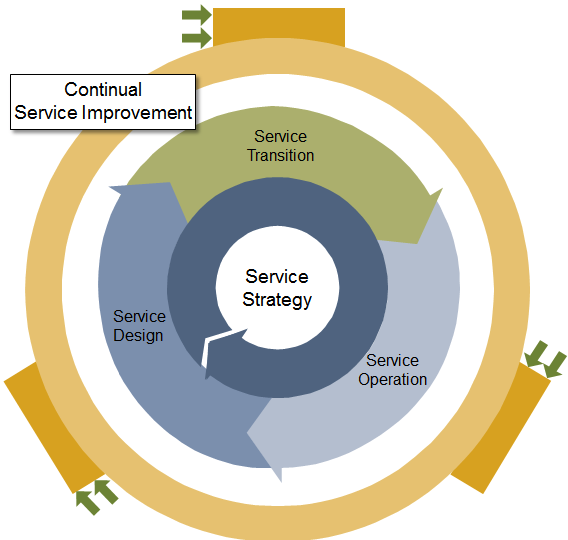 Continual
Service Improvement
Service
Transition
Service
Strategy
Service
Design
Service
Operation